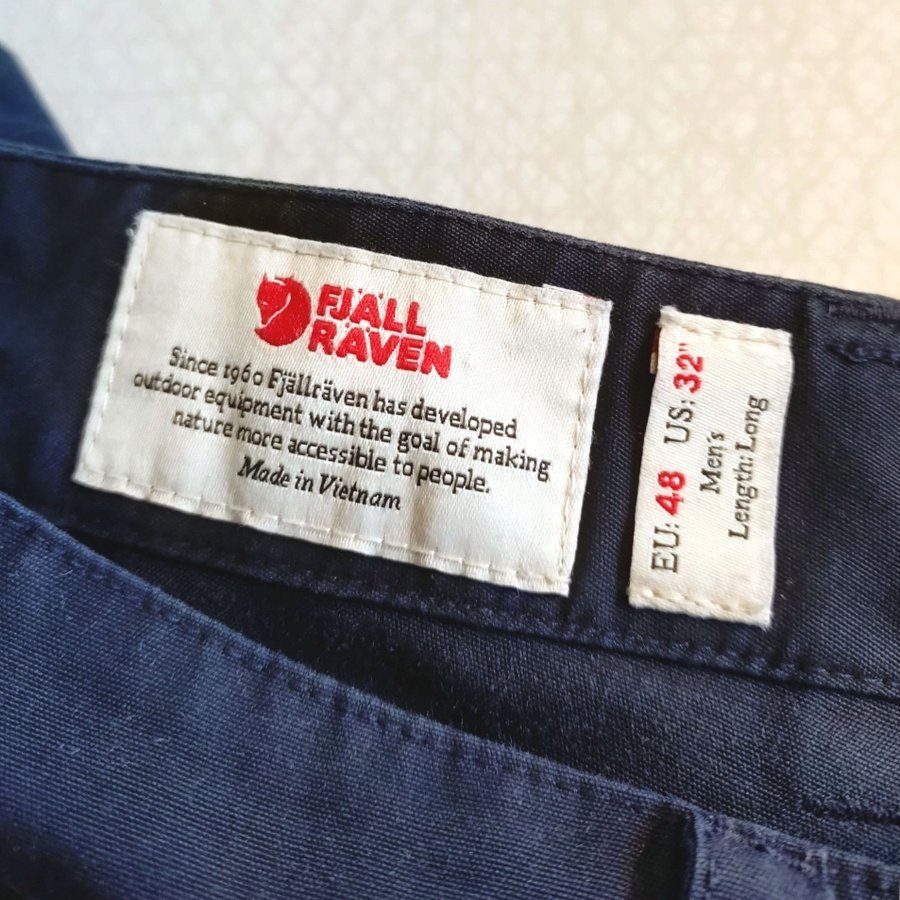 FJÄLL
RÄVEN
Since 1960 Fjällräven has developed
outdoor equipment with the goal of making
nature more accessible to people.
Made in Vietnam
EU: 48 US: 32"
Men's
Length: Long